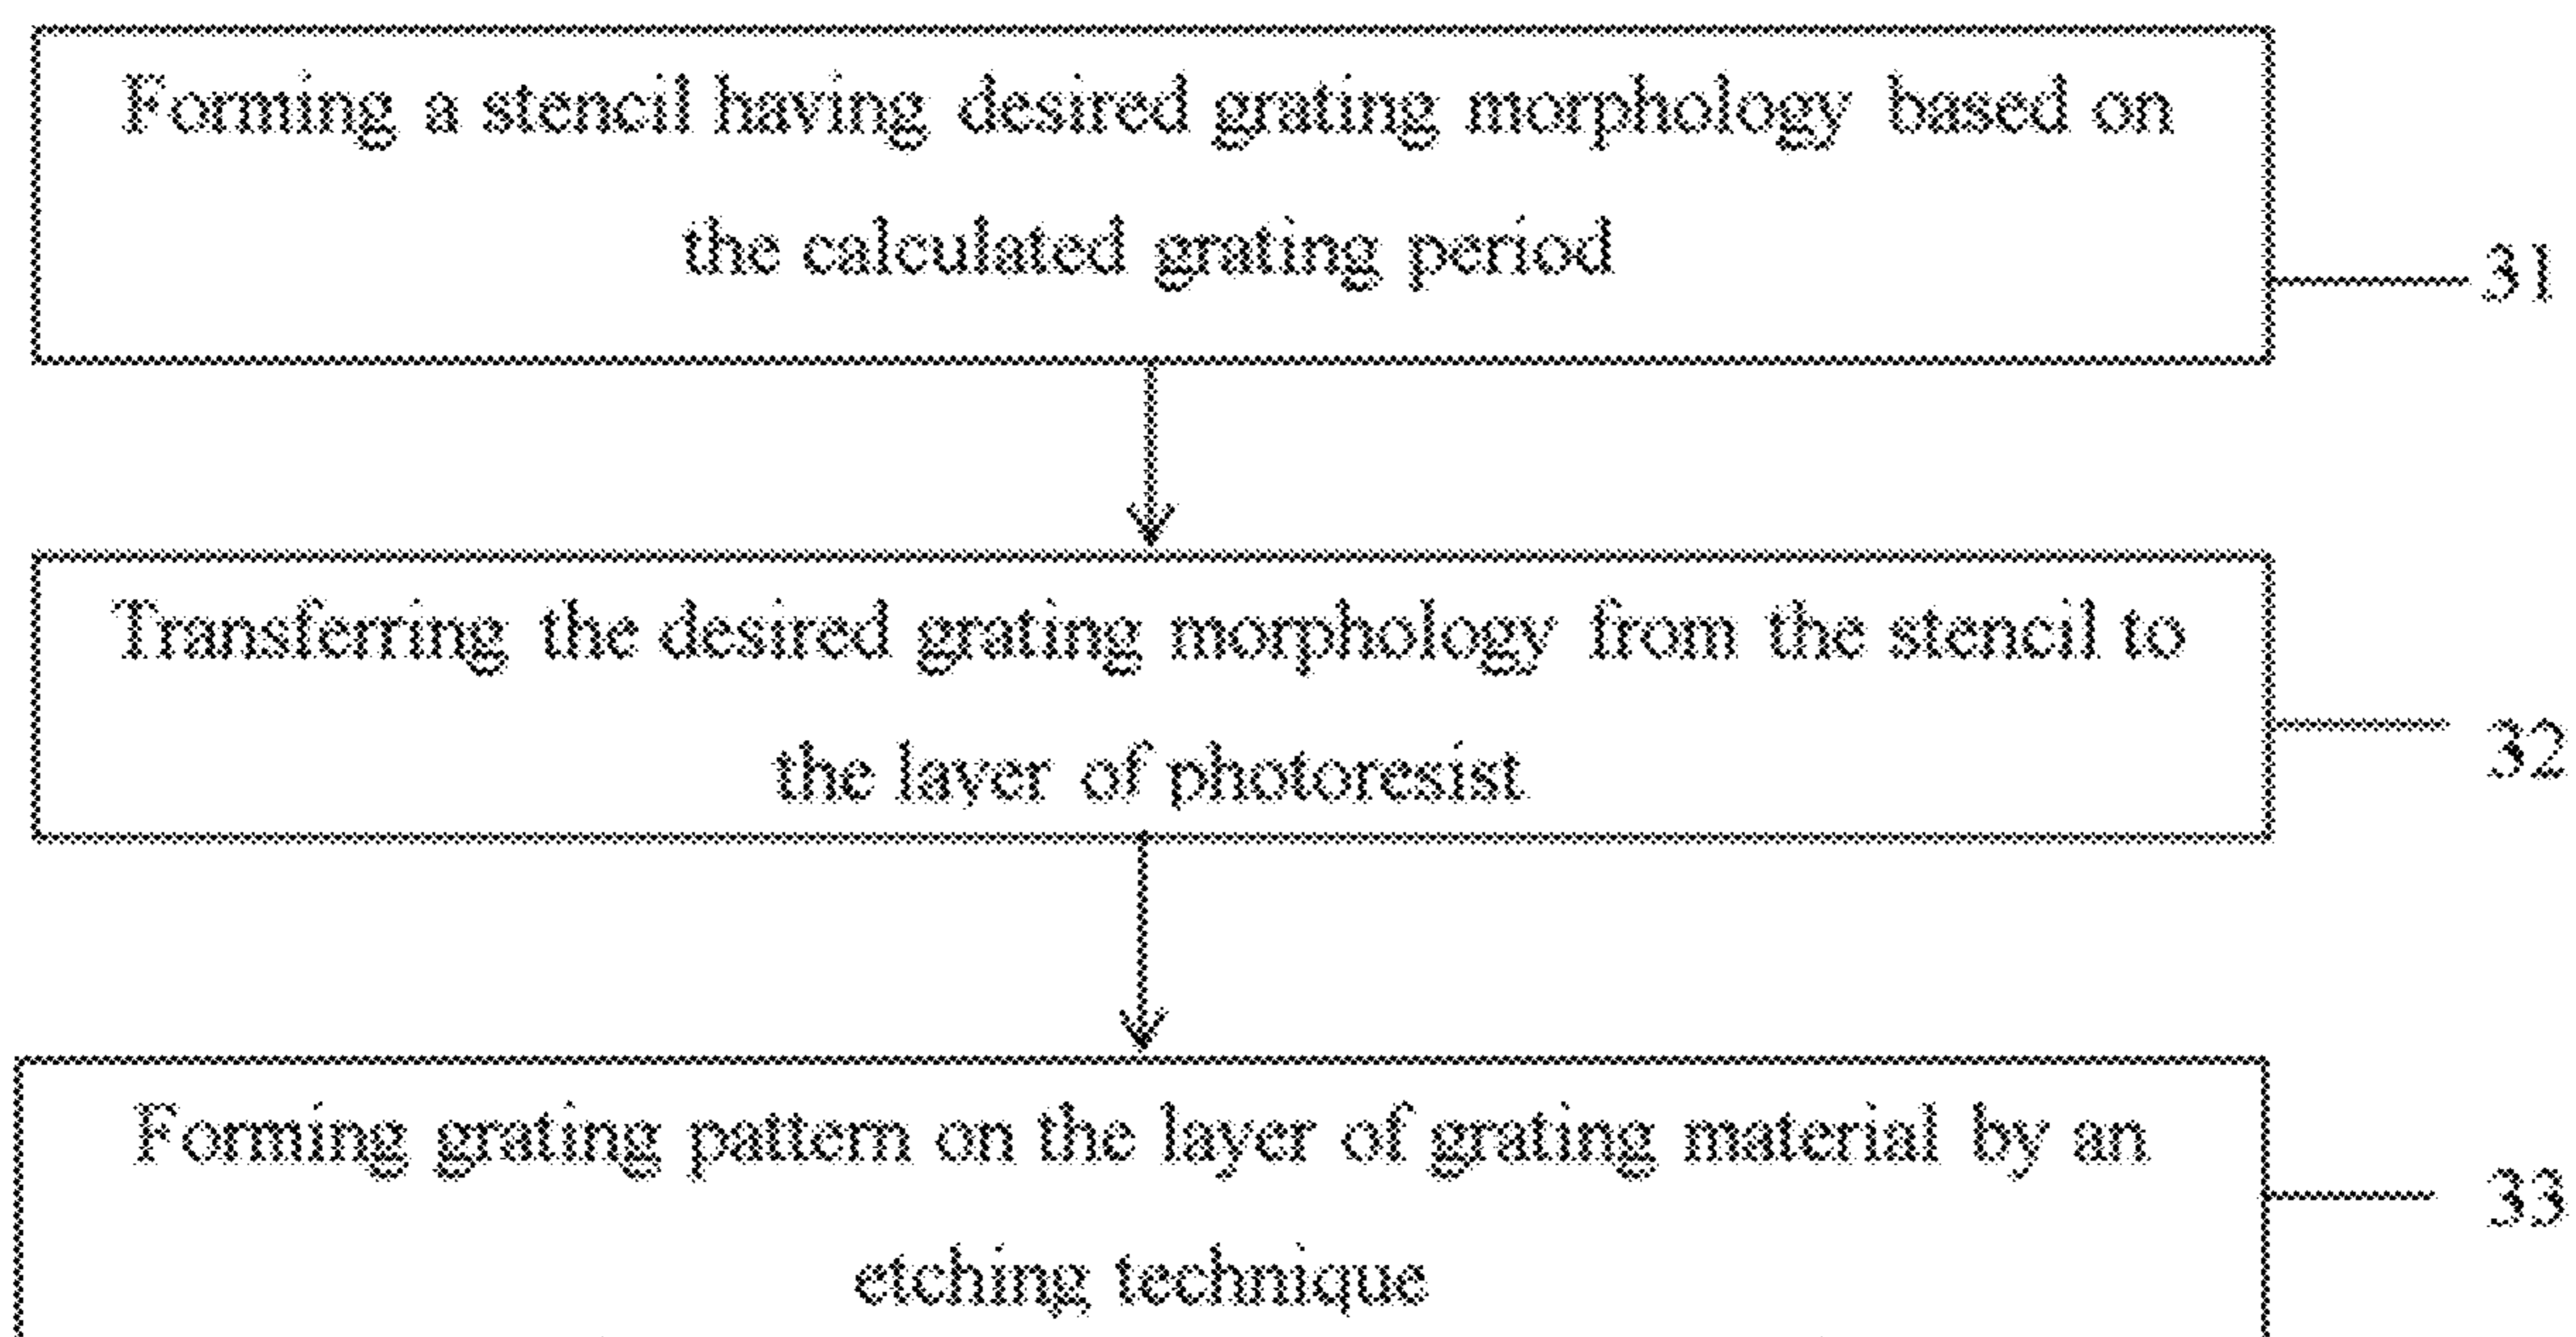 Forming a stencil having desired grating morphology based on
the calculated grating period
31
Transferring the desired grating morphology from the stencil to
the layer of photoresist
32
Forming grating pattern on the layer of grating material by an
33
etching technique